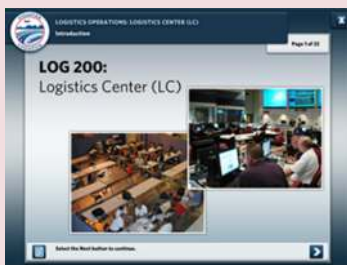 LOGISTICS OPERATIONS: LOGISTICS CENTER (LC)
Introduction
X
Page 1 of 32
LOG 200:
Logistics Center (LC)
Select the Next button to continue.